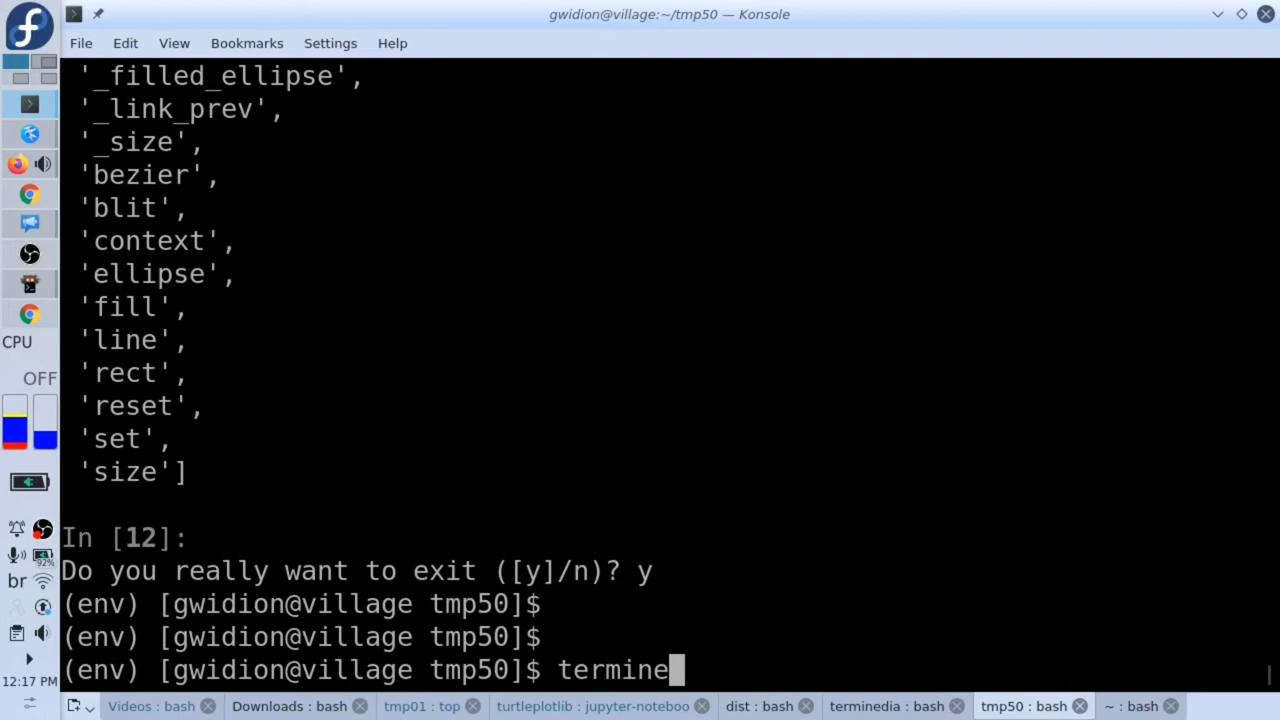 gwidion@village:~/tmp50 — Konsole
File Edit View Bookmarks Settings Help
'_filled_ellipse',
'_link_prev',
'_size',
'bezier',
'blit',
'context',
'ellipse',
'fill',
'line',
'rect',
'reset',
'set',
'size']
In [12]:
Do you really want to exit ([y]/n)? y
(env) [gwidion@village tmp50]$
(env) [gwidion@village tmp50]$
(env) [gwidion@village tmp50]$ termine
CPU
OFF
92%
br
12:17 PM
Videos : bash Downloads : bash tmp01 : top turtleplotlib : jupyter-noteboo dist : bash terminedia : bash tmp50 : bash ~ : bash